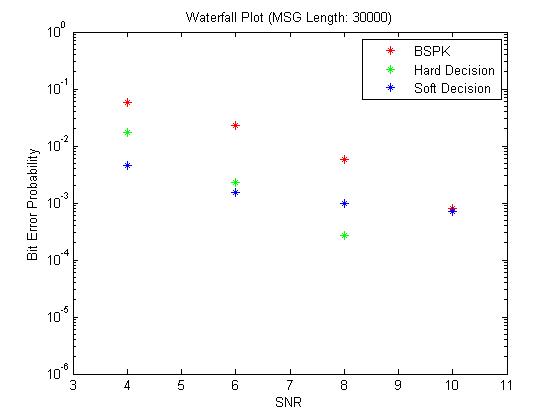 Waterfall Plot (MSG Length: 30000)
BSPK
Hard Decision
Soft Decision
Bit Error Probability
10^0
10^-1
10^-2
10^-3
10^-4
10^-5
10^-6
3 4 5 6 7 8 9 10 11
SNR